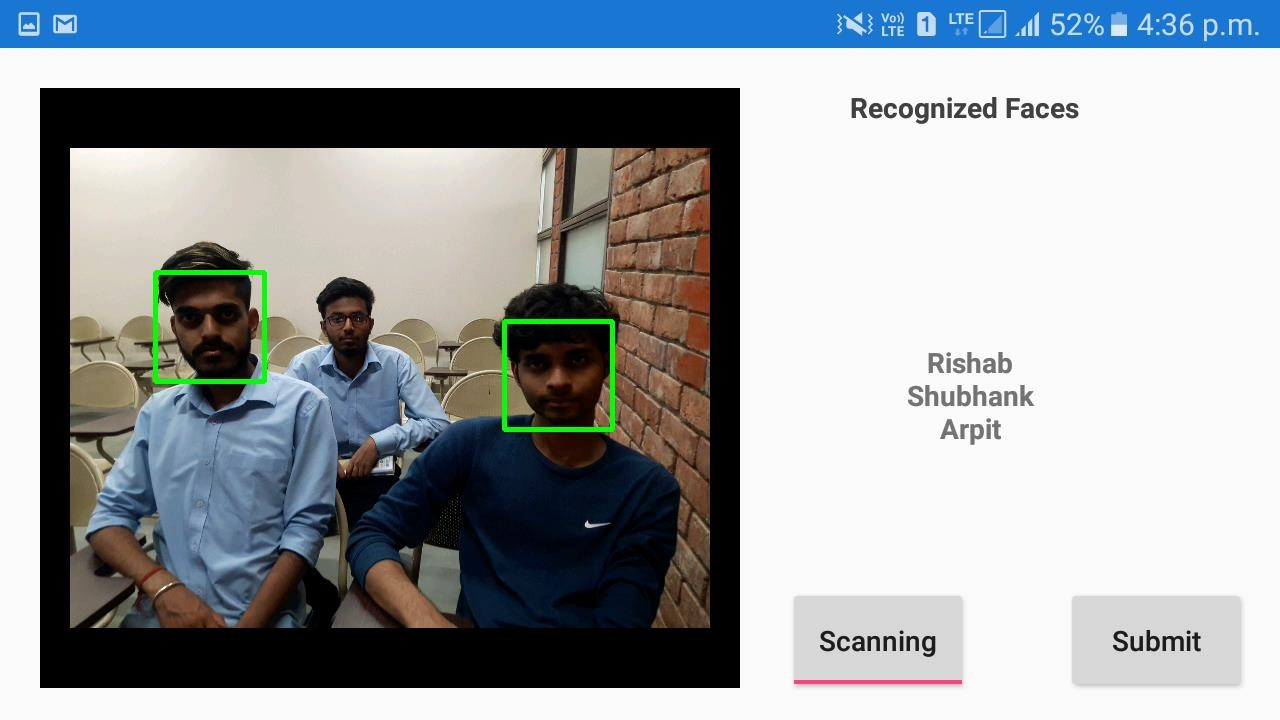 Vo)) LTE 1 LTE 52% 4:36 p.m.
Recognized Faces
Rishab
Shubhank
Arpit
Scanning
Submit